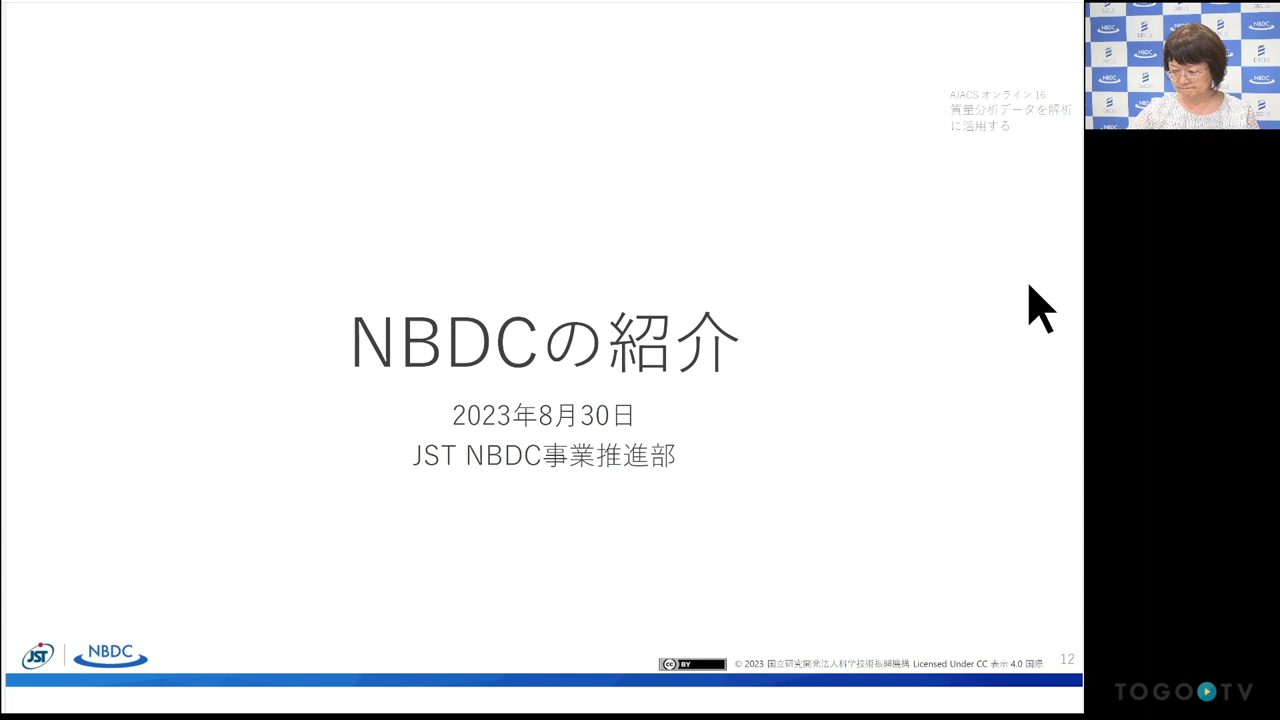 AJACS オンライン 16
質量分析データを解析
に活用する
NBDCの紹介
2023年8月30日
JST NBDC事業推進部
JST
NBDC
cc BY
© 2023 国立研究開発法人科学技術振興機構 Licensed Under CC 表示 4.0 国際
12
TOGO TV
NBDC
DBCLS